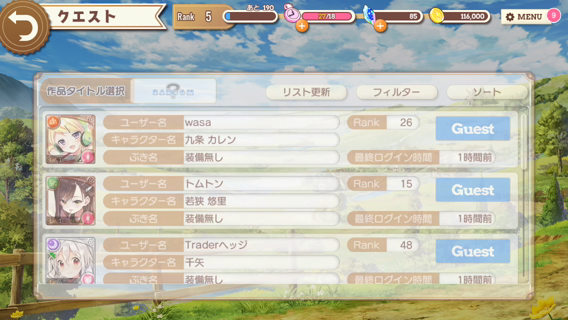 クエスト Rank 5 あと 190 27/18 85 116,000 MENU 9
作品タイトル選択 リスト更新 フィルター ソート
ユーザー名 wasa Rank 26 Guest
キャラクター名 九条 カレン
ぶき名 装備無し 最終ログイン時間 1時間前
ユーザー名 トムトン Rank 15 Guest
キャラクター名 若狭 悠里
ぶき名 装備無し 最終ログイン時間 1時間前
ユーザー名 Traderヘッジ Rank 48 Guest
キャラクター名 千矢
ぶき名 装備無し 最終ログイン時間 1時間前